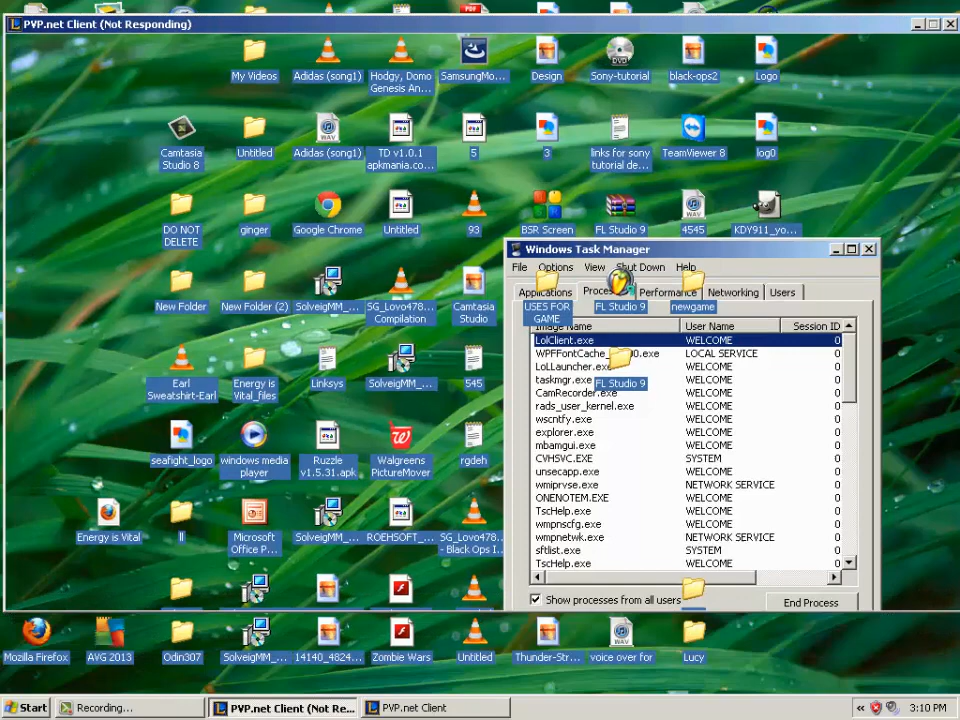 PVP.net Client (Not Responding)
My Videos
Adidas (song1)
Hodgy, Domo
Genesis An...
SamsungMo...
Design
Sony-tutorial
black-ops2
Logo
Camtasia
Studio 8
Untitled
Adidas (song1)
TD v1.0.1
apkmania.co...
5
3
links for sony
tutorial de...
TeamViewer 8
log0
DO NOT
DELETE
ginger
Google Chrome
Untitled
93
BSR Screen
FL Studio 9
4545
KDY911_yo...
Windows Task Manager
File Options View Shut Down Help
Applications
Performance Networking Users
New Folder
New Folder (2)
SolveigMM_...
SG_Lovo478...
Compilation
Camtasia
Studio
USES FOR
GAME
FL Studio 9
newgame
User Name Session ID
LolClient.exe WELCOME 0
LOCAL SERVICE 0
WELCOME 0
taskmgr.exe WELCOME 0
CamRecorder.exe WELCOME 0
rads_user_kernel.exe WELCOME 0
wscntfy.exe WELCOME 0
explorer.exe WELCOME 0
mbamgui.exe WELCOME 0
CVHSVC.EXE SYSTEM 0
unsecapp.exe WELCOME 0
wmiprvse.exe NETWORK SERVICE 0
ONENOTEM.EXE WELCOME 0
TscHelp.exe WELCOME 0
wmpnscfg.exe WELCOME 0
wmpnetwk.exe NETWORK SERVICE 0
sftlist.exe SYSTEM 0
TscHelp.exe WELCOME 0
FL Studio 9
Show processes from all users
End Process
Earl
Sweatshirt-Earl
Energy is
Vital_files
Linksys
SolveigMM_...
545
seafight_logo
windows media
player
Ruzzle
v1.5.31.apk
Walgreens
PictureMover
rgdeh
Energy is Vital
ll
Microsoft
Office P...
SolveigMM_...
ROEHSOFT_...
SG_Lovo478...
- Black Ops I...
Mozilla Firefox
AVG 2013
Odin307
SolveigMM_...
14140_4824...
Zombie Wars
Untitled
Thunder-Str...
voice over for
Lucy
Start
Recording...
PVP.net Client (Not Re...
PVP.net Client
3:10 PM